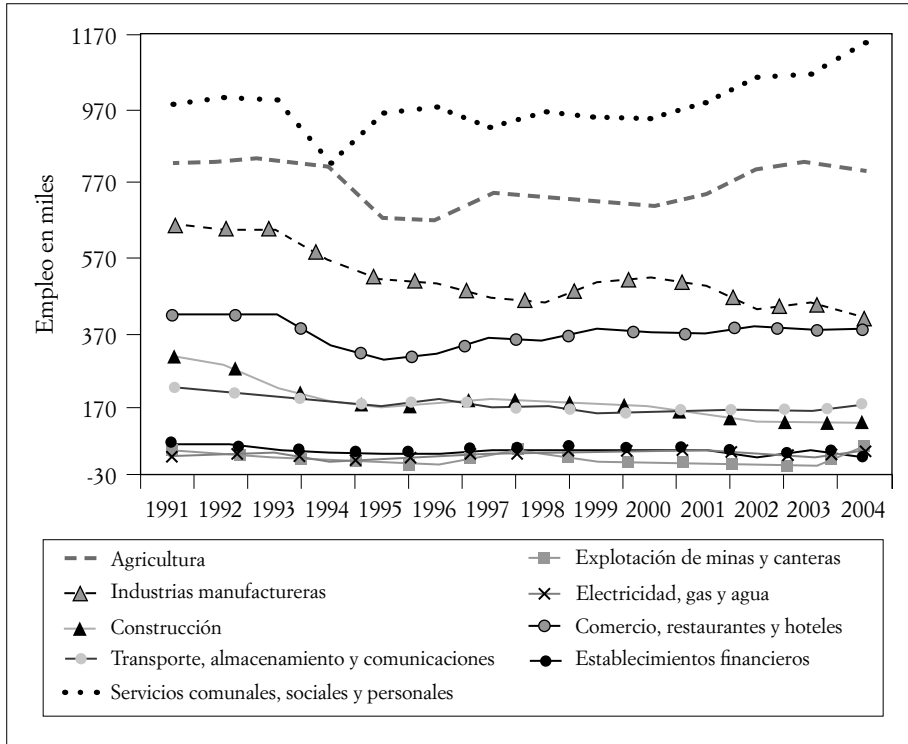 1170
970
770
570
370
170
-30
Empleo en miles
1991 1992 1993 1994 1995 1996 1997 1998 1999 2000 2001 2002 2003 2004
Agricultura
Explotación de minas y canteras
Industrias manufactureras
Electricidad, gas y agua
Construcción
Comercio, restaurantes y hoteles
Transporte, almacenamiento y comunicaciones
Establecimientos financieros
Servicios comunales, sociales y personales